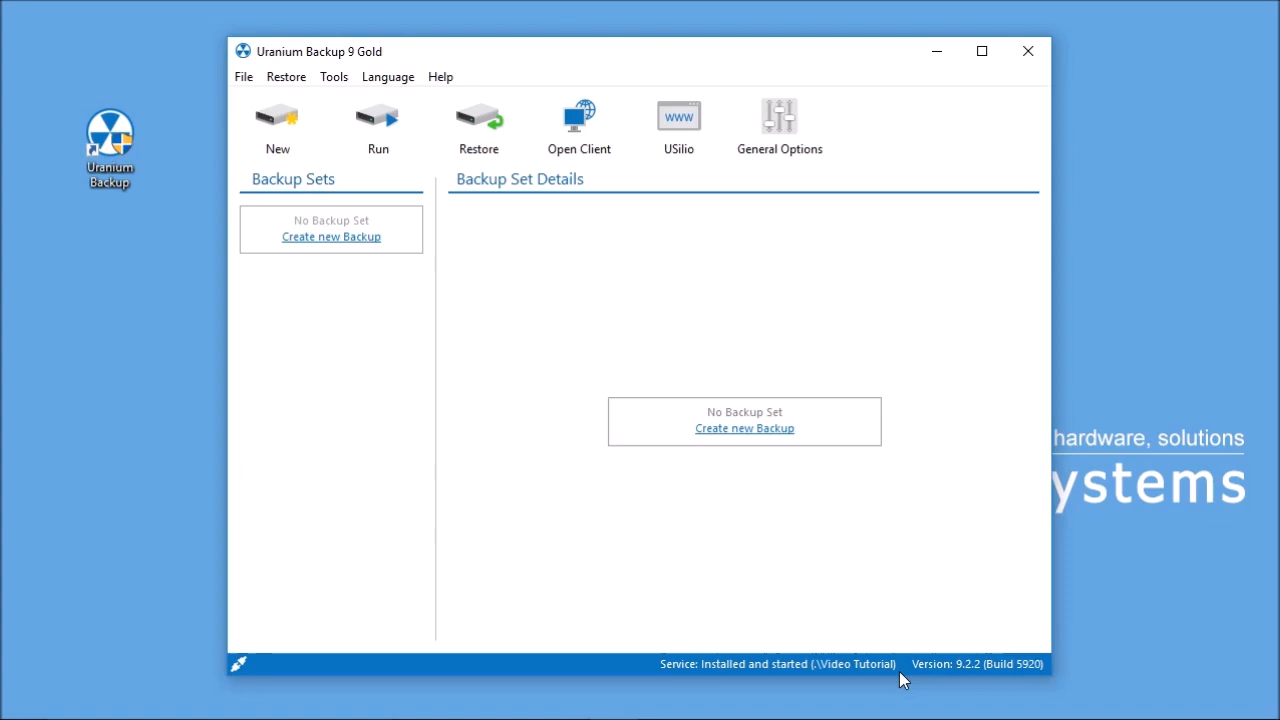 Uranium Backup 9 Gold
File Restore Tools Language Help
New Run Restore Open Client WWW USilio General Options
Uranium
Backup
Backup Sets
No Backup Set
Create new Backup
Backup Set Details
No Backup Set
Create new Backup
hardware, solutions
ystems
Service: Installed and started (.\Video Tutorial) Version: 9.2.2 (Build 5920)